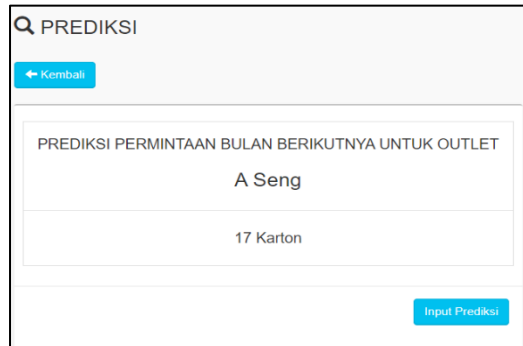 PREDIKSI
Kembali
PREDIKSI PERMINTAAN BULAN BERIKUTNYA UNTUK OUTLET
A Seng
17 Karton
Input Prediksi